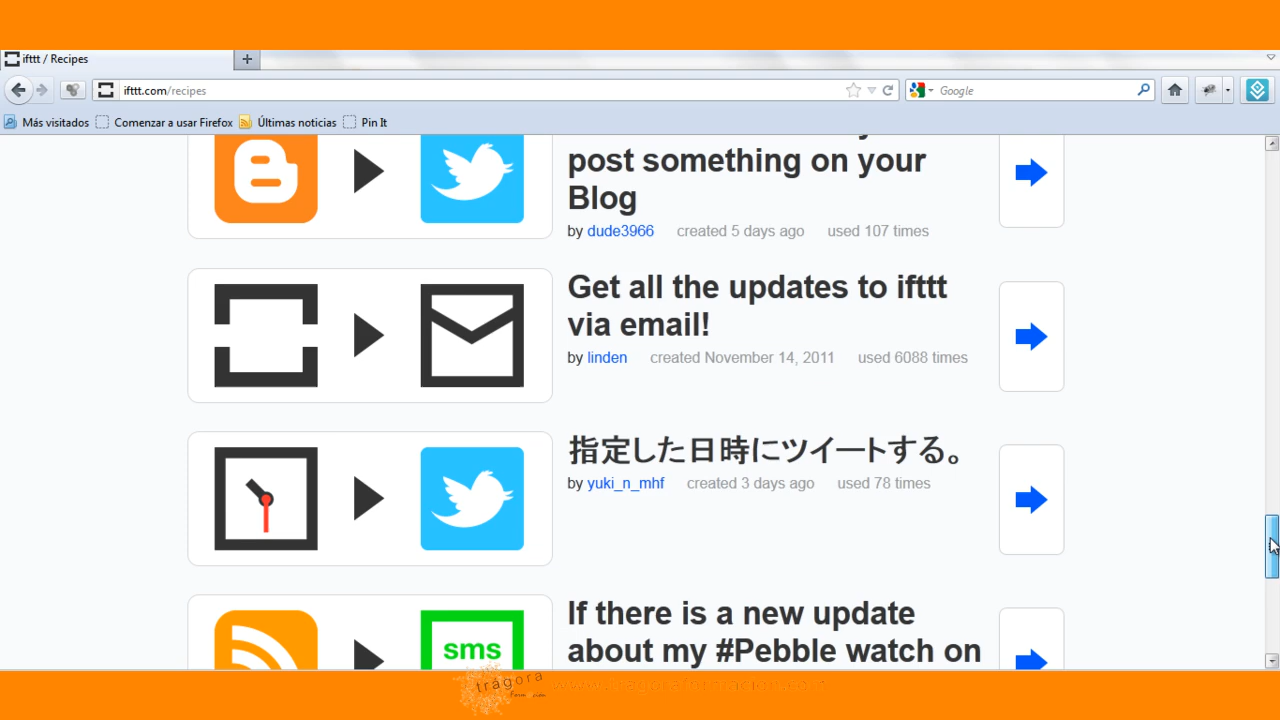 ifttt / Recipes
ifttt.com/recipes
Google
Más visitados
Comenzar a usar Firefox
Últimas noticias
Pin It
post something on your
Blog
by dude3966 created 5 days ago used 107 times
Get all the updates to ifttt
via email!
by linden created November 14, 2011 used 6088 times
指定した日時にツイートする。
by yuki_n_mhf created 3 days ago used 78 times
If there is a new update
sms
about my #Pebble watch on
trágora
formación